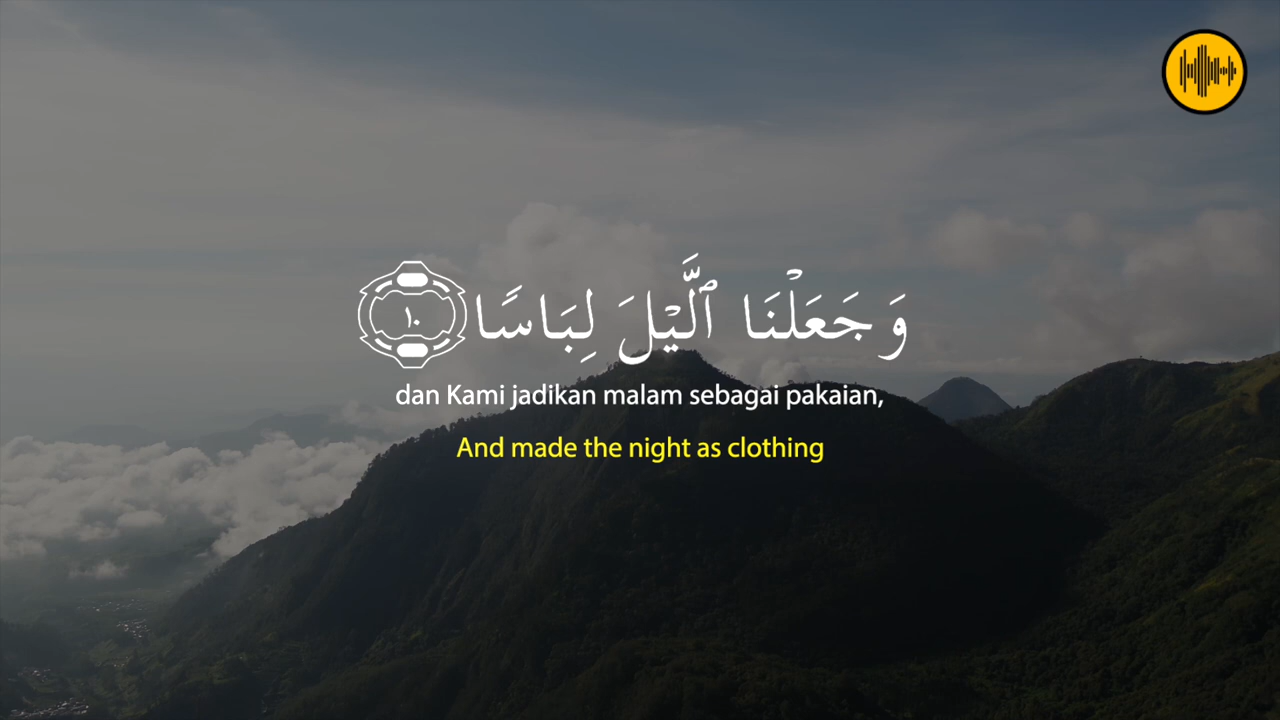 وَجَعَلْنَا ٱلَّيْلَ لِبَاسًا ١٠
dan Kami jadikan malam sebagai pakaian,
And made the night as clothing